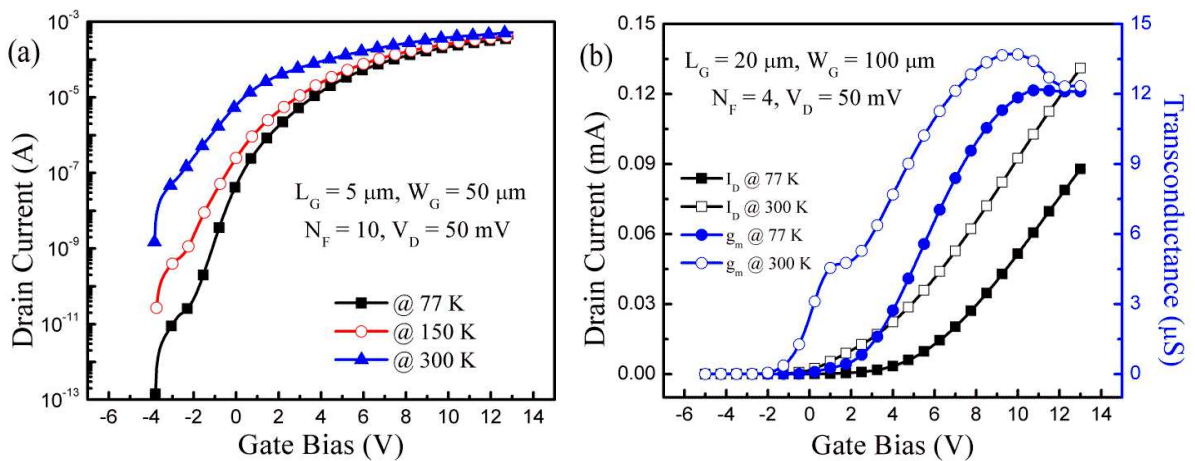 (a)
Drain Current (A)
10⁻³
10⁻⁵
10⁻⁷
10⁻⁹
10⁻¹¹
10⁻¹³
L_G = 5 μm, W_G = 50 μm
N_F = 10, V_D = 50 mV
@ 77 K
@ 150 K
@ 300 K
-6 -4 -2 0 2 4 6 8 10 12 14
Gate Bias (V)
(b)
Drain Current (mA)
0.15
0.12
0.09
0.06
0.03
0.00
L_G = 20 μm, W_G = 100 μm
N_F = 4, V_D = 50 mV
I_D @ 77 K
I_D @ 300 K
g_m @ 77 K
g_m @ 300 K
15
12
9
6
3
0
Transconductance (μS)
-6 -4 -2 0 2 4 6 8 10 12 14
Gate Bias (V)